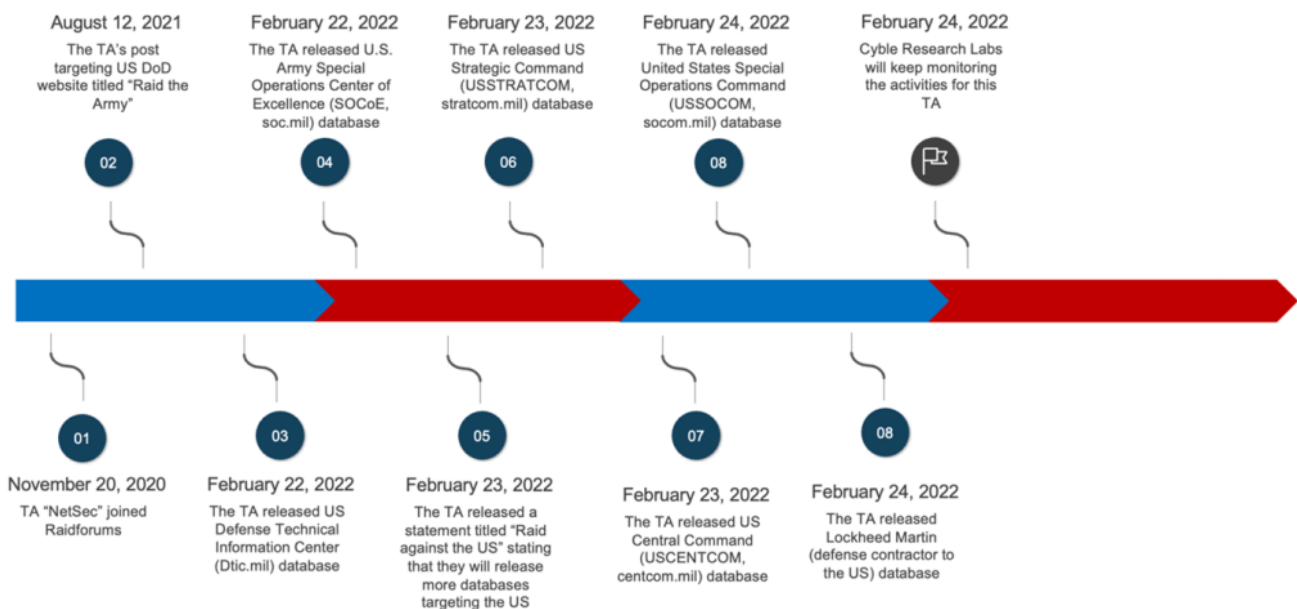 August 12, 2021
The TA's post
targeting US DoD
website titled “Raid the
Army”
02
February 22, 2022
The TA released U.S.
Army Special
Operations Center of
Excellence (SOCoE,
soc.mil) database
04
February 23, 2022
The TA released US
Strategic Command
(USSTRATCOM,
stratcom.mil) database
06
February 24, 2022
The TA released
United States Special
Operations Command
(USSOCOM,
socom.mil) database
08
February 24, 2022
Cyble Research Labs
will keep monitoring
the activities for this
TA
01
November 20, 2020
TA “NetSec” joined
Raidforums
03
February 22, 2022
The TA released US
Defense Technical
Information Center
(Dtic.mil) database
05
February 23, 2022
The TA released a
statement titled “Raid
against the US” stating
that they will release
more databases
targeting the US
07
February 23, 2022
The TA released US
Central Command
(USCENTCOM,
centcom.mil) database
08
February 24, 2022
The TA released
Lockheed Martin
(defense contractor to
the US) database